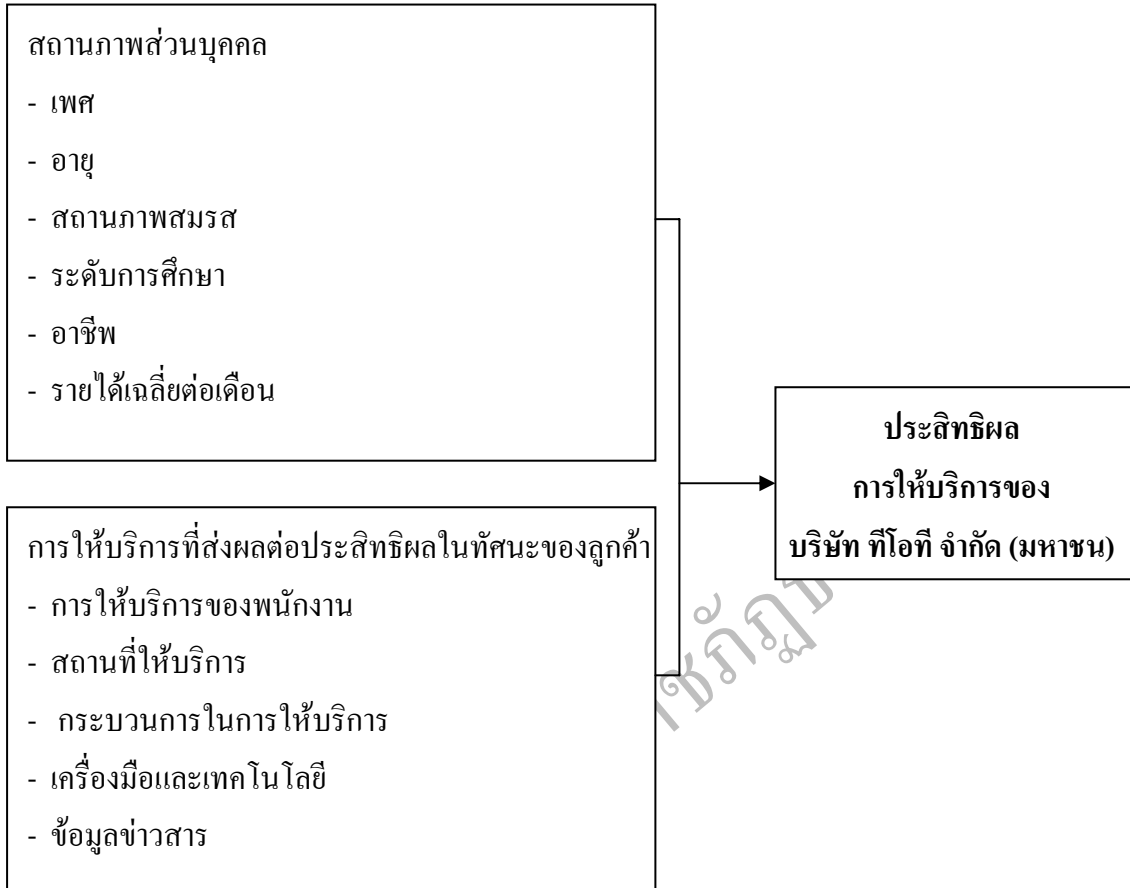 สถานภาพส่วนบุคคล
- เพศ
- อายุ
- สถานภาพสมรส
- ระดับการศึกษา
- อาชีพ
- รายได้เฉลี่ยต่อเดือน
การให้บริการที่ส่งผลต่อประสิทธิผลในทัศนะของลูกค้า
- การให้บริการของพนักงาน
- สถานที่ให้บริการ
- กระบวนการในการให้บริการ
- เครื่องมือและเทคโนโลยี
- ข้อมูลข่าวสาร
ประสิทธิผล
การให้บริการของ
บริษัท ทีโอที จำกัด (มหาชน)